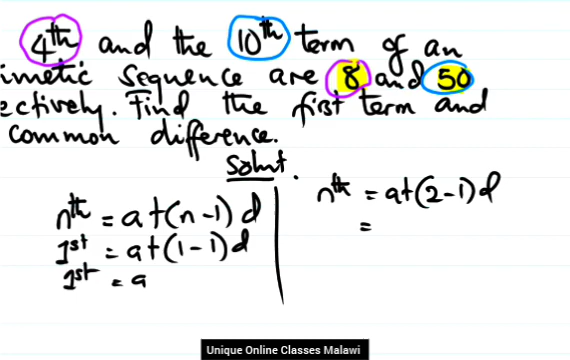 4th and the 10th term of an
imetic sequence are 8 and 50
ectively. Find the first term and
common difference.
Solnt.
nth = a+(n-1)d
1st = a+(1-1)d
1st = a
nth = a+(2-1)d
=
Unique Online Classes Malawi